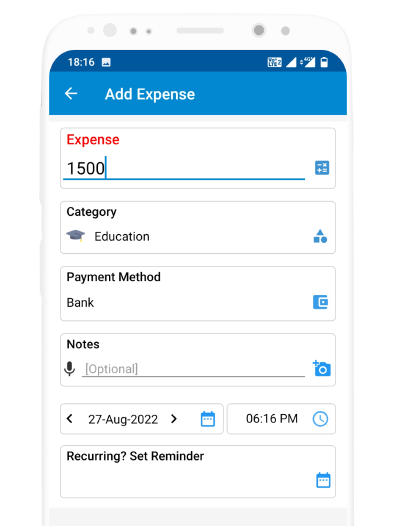 18:16
Add Expense
Expense
1500
Category
Education
Payment Method
Bank
Notes
[Optional]
27-Aug-2022 06:16 PM
Recurring? Set Reminder